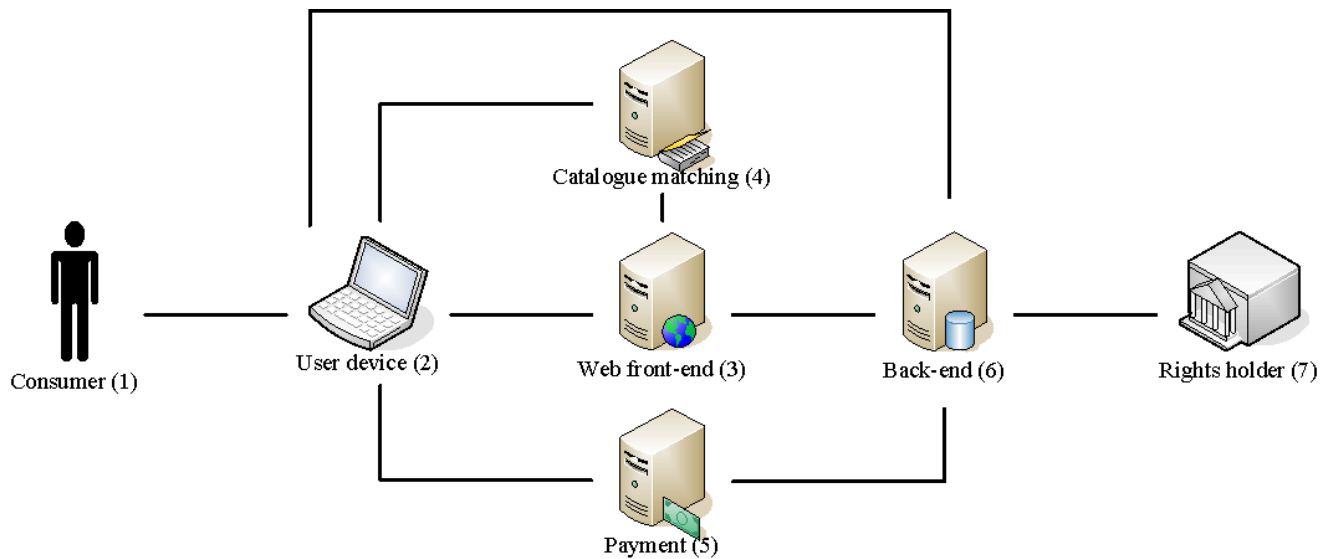 Catalogue matching (4)
Consumer (1)
User device (2)
Web front-end (3)
Back-end (6)
Rights holder (7)
Payment (5)